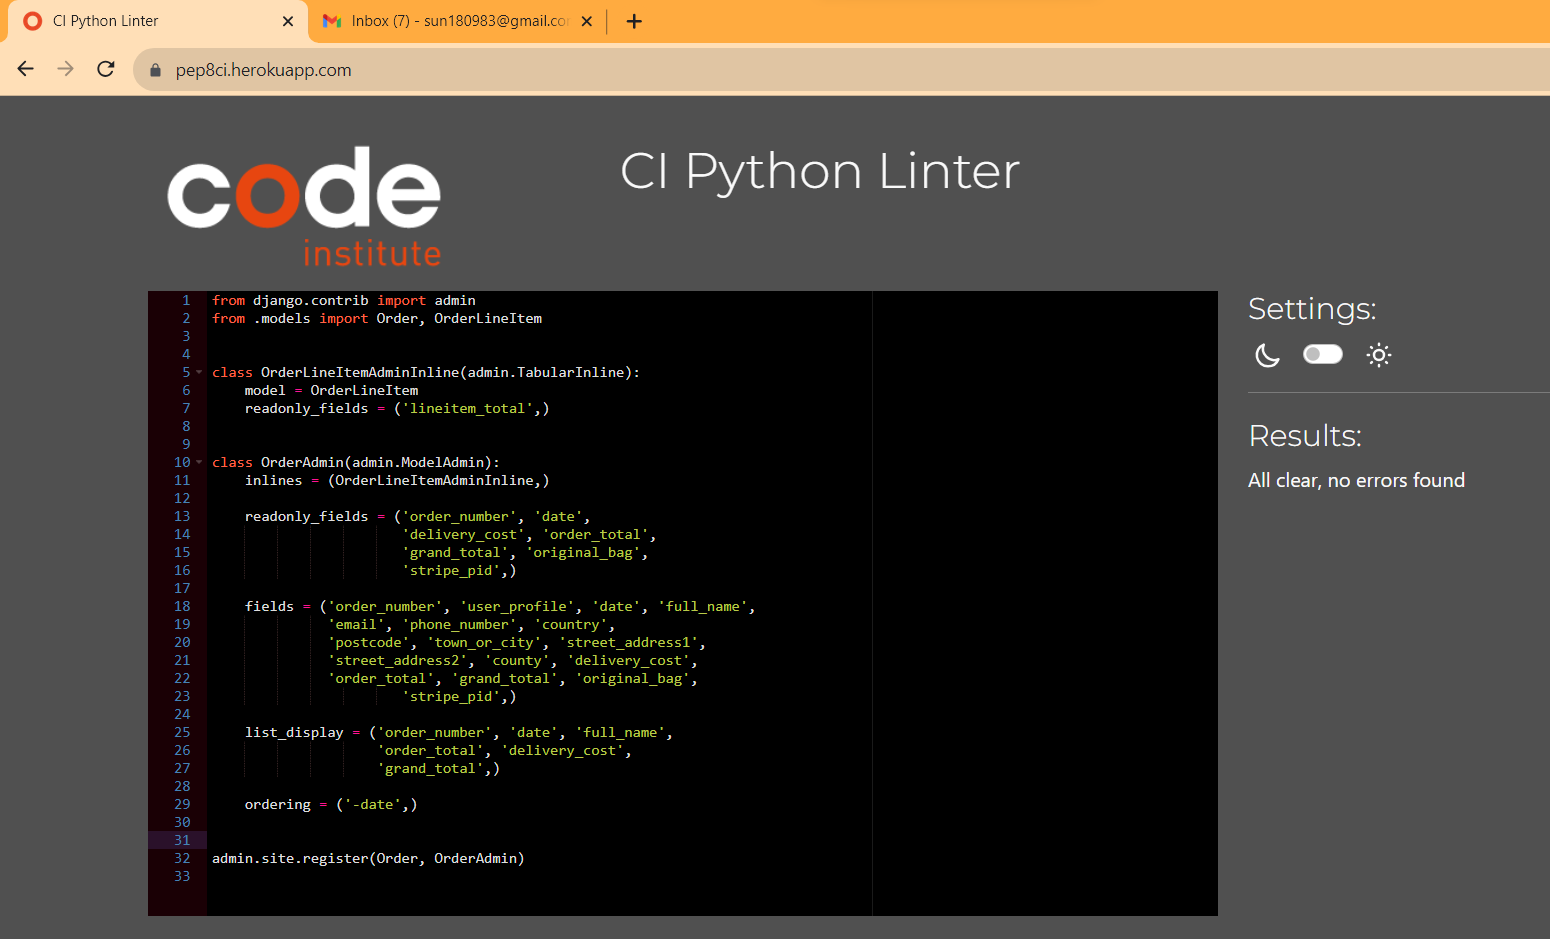 CI Python Linter
Inbox (7) - sun180983@gmail.co
pep8ci.herokuapp.com
code
institute
CI Python Linter
1 from django.contrib import admin
2 from .models import Order, OrderLineItem
3
4
5 class OrderLineItemAdminInline(admin.TabularInline):
6     model = OrderLineItem
7     readonly_fields = ('lineitem_total',)
8
9
10 class OrderAdmin(admin.ModelAdmin):
11     inlines = (OrderLineItemAdminInline,)
12
13     readonly_fields = ('order_number', 'date',
14                        'delivery_cost', 'order_total',
15                        'grand_total', 'original_bag',
16                        'stripe_pid',)
17
18     fields = ('order_number', 'user_profile', 'date', 'full_name',
19               'email', 'phone_number', 'country',
20               'postcode', 'town_or_city', 'street_address1',
21               'street_address2', 'county', 'delivery_cost',
22               'order_total', 'grand_total', 'original_bag',
23                        'stripe_pid',)
24
25     list_display = ('order_number', 'date', 'full_name',
26                     'order_total', 'delivery_cost',
27                     'grand_total',)
28
29     ordering = ('-date',)
30
31
32 admin.site.register(Order, OrderAdmin)
33
Settings:
Results:
All clear, no errors found